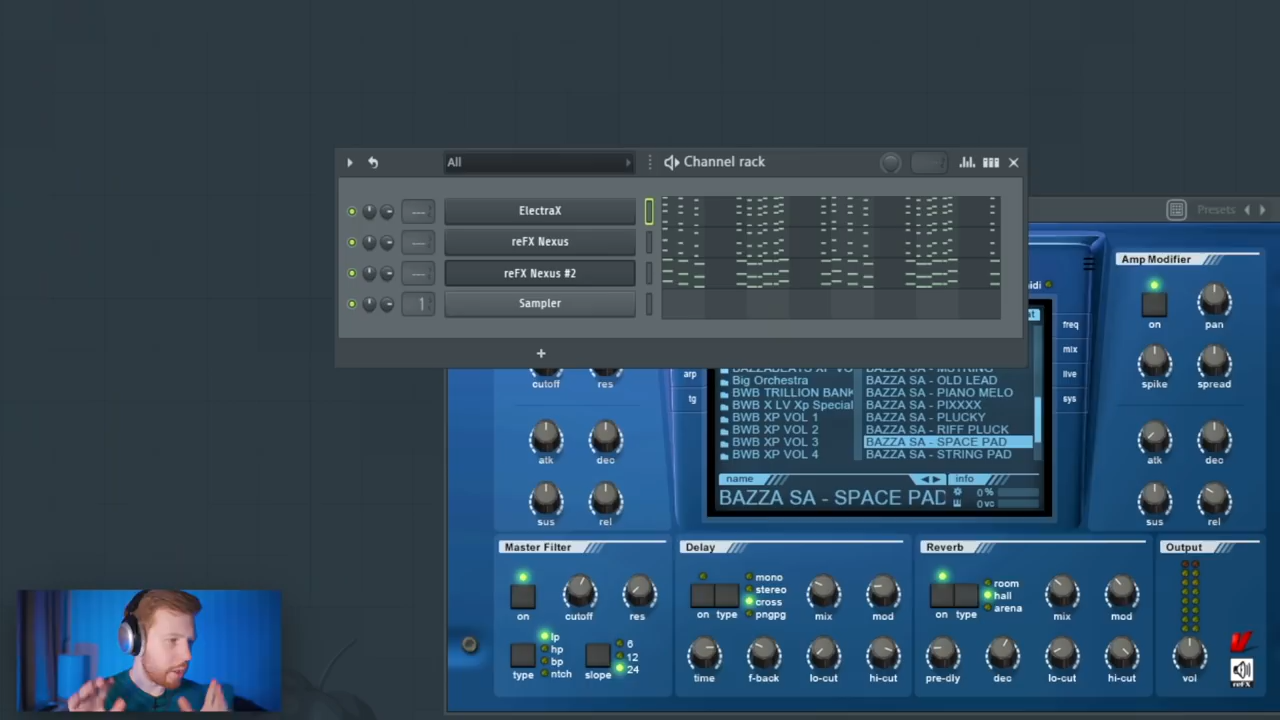 All
Channel rack
ElectraX
reFX Nexus
reFX Nexus #2
Sampler
1
Presets
Amp Modifier
on
pan
spike
spread
atk
dec
sus
rel
freq
mix
live
sys
arp
tg
cutoff
res
atk
dec
sus
rel
Big Orchestra
BWB TRILLION BANK
BWB X LV Xp Special
BWB XP VOL 1
BWB XP VOL 2
BWB XP VOL 3
BWB XP VOL 4
BAZZA SA - OLD LEAD
BAZZA SA - PIANO MELO
BAZZA SA - PIXXXX
BAZZA SA - PLUCKY
BAZZA SA - RIFF PLUCK
BAZZA SA - SPACE PAD
BAZZA SA - STRING PAD
name
info
BAZZA SA - SPACE PAD
0 %
0 vc
Master Filter
on
cutoff
res
type
lp
hp
bp
ntch
slope
6
12
24
Delay
on
type
mono
stereo
cross
pngpg
mix
mod
time
f-back
lo-cut
hi-cut
Reverb
on
type
room
hall
arena
mix
mod
pre-dly
dec
lo-cut
hi-cut
Output
vol
reFX